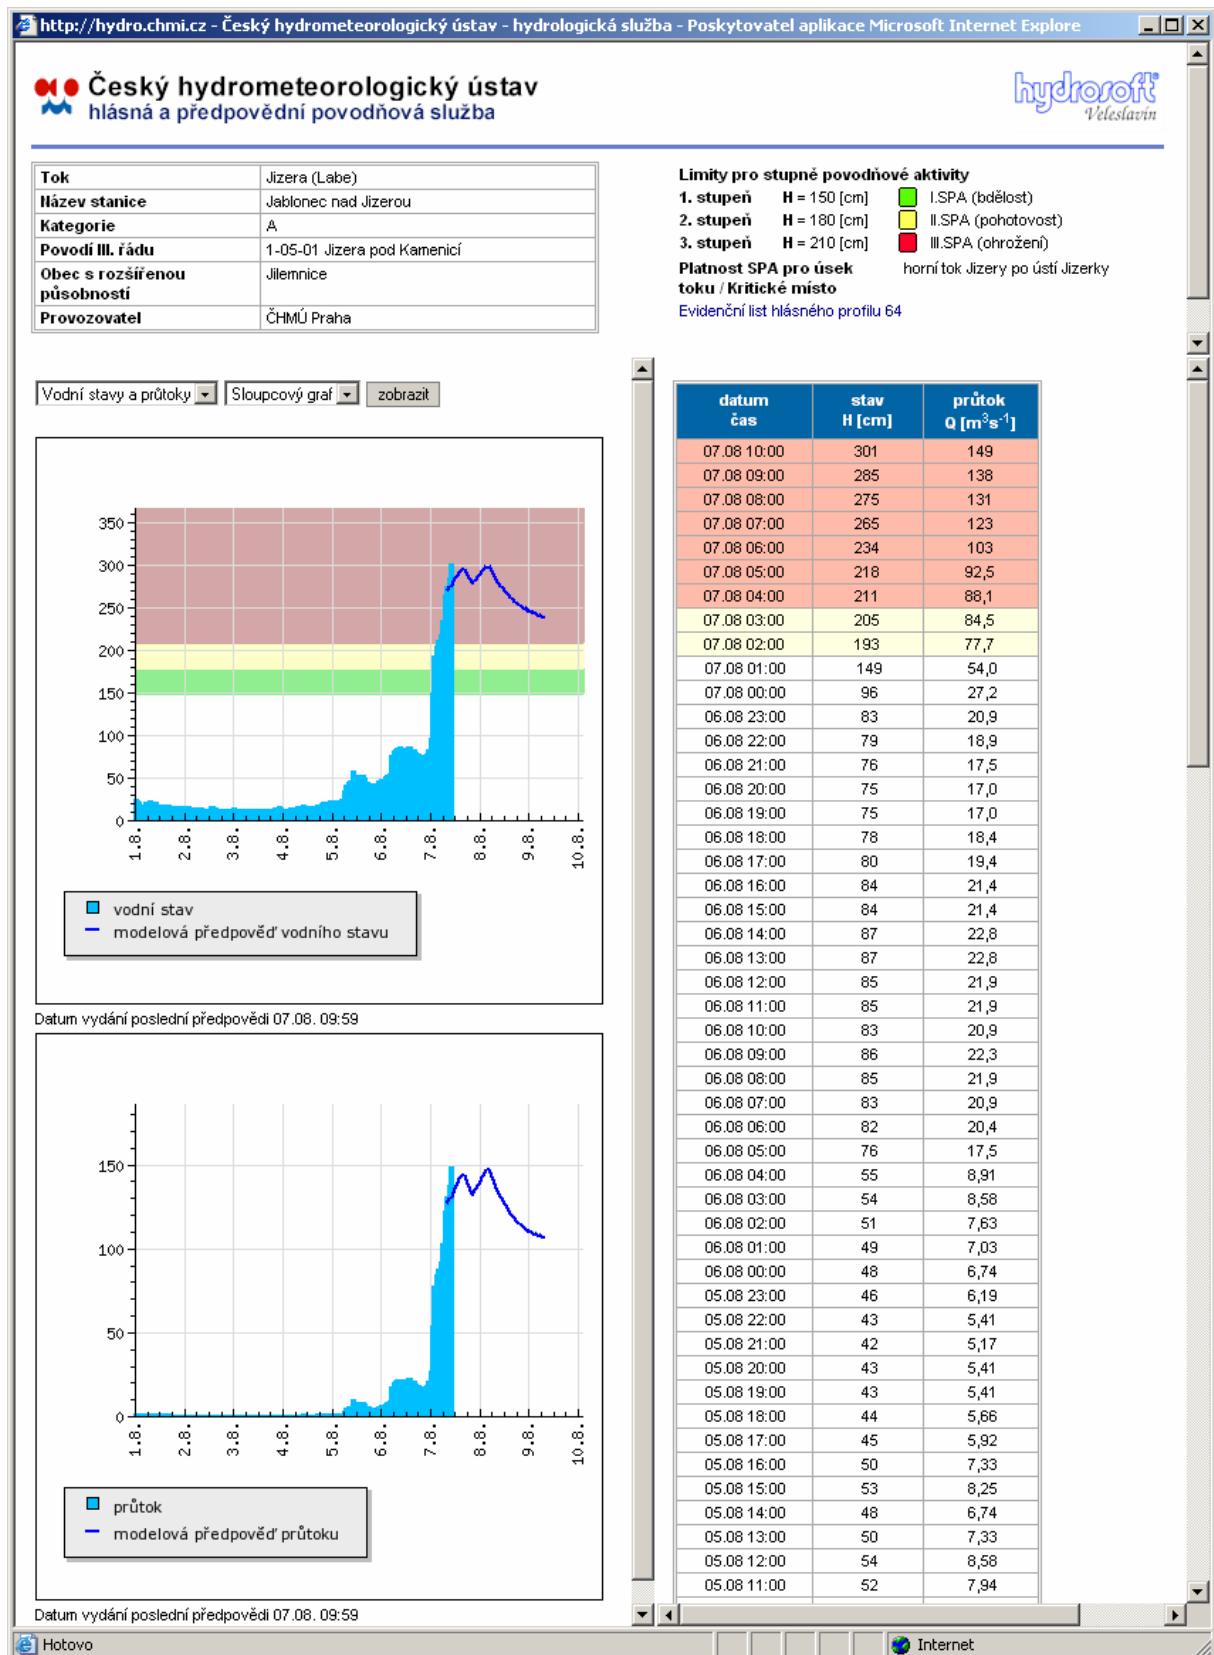 http://hydro.chmi.cz - Český hydrometeorologický ústav - hydrologická služba - Poskytovatel aplikace Microsoft Internet Explore
Český hydrometeorologický ústav
hlásná a předpovědní povodňová služba
hydrosoft
Veleslavín
Tok Jizera (Labe)
Název stanice Jablonec nad Jizerou
Kategorie A
Povodí III. řádu 1-05-01 Jizera pod Kamenicí
Obec s rozšířenou působností Jilemnice
Provozovatel ČHMÚ Praha
Limity pro stupně povodňové aktivity
1. stupeň H = 150 [cm] I.SPA (bdělost)
2. stupeň H = 180 [cm] II.SPA (pohotovost)
3. stupeň H = 210 [cm] III.SPA (ohrožení)
Platnost SPA pro úsek toku / Kritické místo horní tok Jizery po ústí Jizerky
Evidenční list hlásného profilu 64
Vodní stavy a průtoky Sloupcový graf zobrazit
350
300
250
200
150
100
50
0
1.8. 2.8. 3.8. 4.8. 5.8. 6.8. 7.8. 8.8. 9.8. 10.8.
vodní stav
modelová předpověď vodního stavu
Datum vydání poslední předpovědi 07.08. 09:59
150
100
50
0
1.8. 2.8. 3.8. 4.8. 5.8. 6.8. 7.8. 8.8. 9.8. 10.8.
průtok
modelová předpověď průtoku
Datum vydání poslední předpovědi 07.08. 09:59
datum čas stav H [cm] průtok Q [m³s⁻¹]
07.08 10:00 301 149
07.08 09:00 285 138
07.08 08:00 275 131
07.08 07:00 265 123
07.08 06:00 234 103
07.08 05:00 218 92,5
07.08 04:00 211 88,1
07.08 03:00 205 84,5
07.08 02:00 193 77,7
07.08 01:00 149 54,0
07.08 00:00 96 27,2
06.08 23:00 83 20,9
06.08 22:00 79 18,9
06.08 21:00 76 17,5
06.08 20:00 75 17,0
06.08 19:00 75 17,0
06.08 18:00 78 18,4
06.08 17:00 80 19,4
06.08 16:00 84 21,4
06.08 15:00 84 21,4
06.08 14:00 87 22,8
06.08 13:00 87 22,8
06.08 12:00 85 21,9
06.08 11:00 85 21,9
06.08 10:00 83 20,9
06.08 09:00 86 22,3
06.08 08:00 85 21,9
06.08 07:00 83 20,9
06.08 06:00 82 20,4
06.08 05:00 76 17,5
06.08 04:00 55 8,91
06.08 03:00 54 8,58
06.08 02:00 51 7,63
06.08 01:00 49 7,03
06.08 00:00 48 6,74
05.08 23:00 46 6,19
05.08 22:00 43 5,41
05.08 21:00 42 5,17
05.08 20:00 43 5,41
05.08 19:00 43 5,41
05.08 18:00 44 5,66
05.08 17:00 45 5,92
05.08 16:00 50 7,33
05.08 15:00 53 8,25
05.08 14:00 48 6,74
05.08 13:00 50 7,33
05.08 12:00 54 8,58
05.08 11:00 52 7,94
Hotovo
Internet